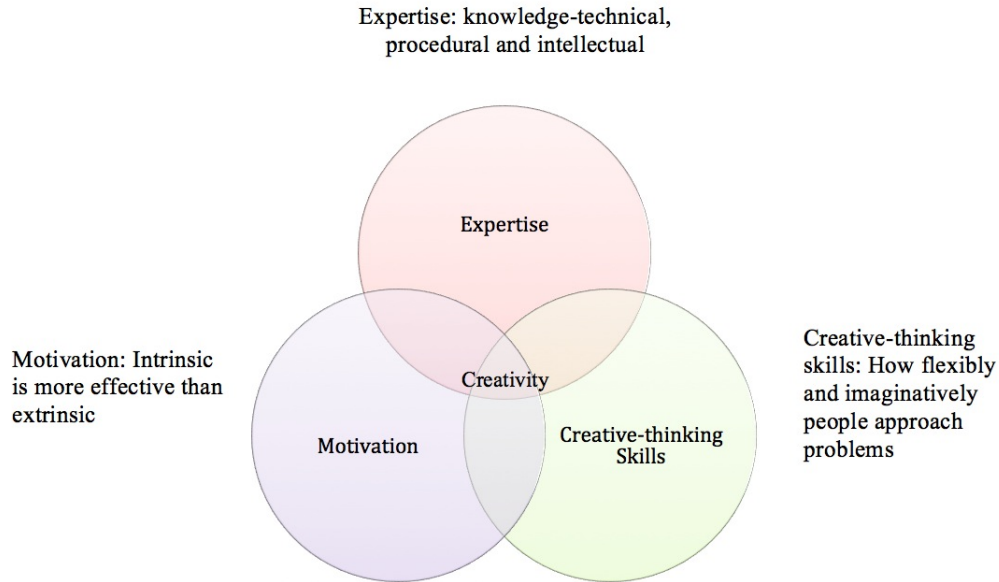 Expertise: knowledge-technical,
procedural and intellectual
Expertise
Motivation: Intrinsic
is more effective than
extrinsic
Creativity
Motivation
Creative-thinking
Skills
Creative-thinking
skills: How flexibly
and imaginatively
people approach
problems